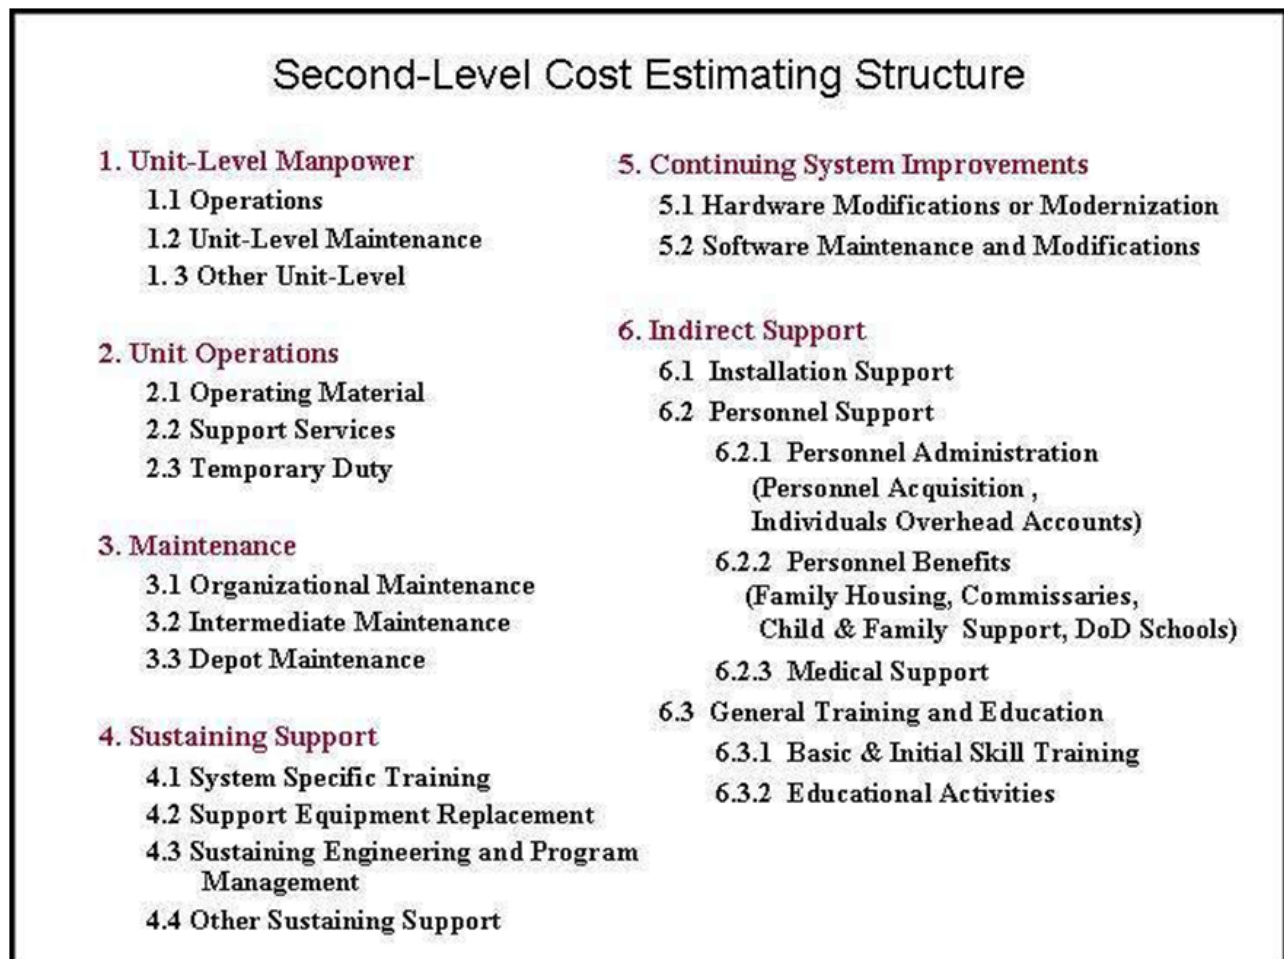 Second-Level Cost Estimating Structure
1. Unit-Level Manpower
1.1 Operations
1.2 Unit-Level Maintenance
1. 3 Other Unit-Level
2. Unit Operations
2.1 Operating Material
2.2 Support Services
2.3 Temporary Duty
3. Maintenance
3.1 Organizational Maintenance
3.2 Intermediate Maintenance
3.3 Depot Maintenance
4. Sustaining Support
4.1 System Specific Training
4.2 Support Equipment Replacement
4.3 Sustaining Engineering and Program
Management
4.4 Other Sustaining Support
5. Continuing System Improvements
5.1 Hardware Modifications or Modernization
5.2 Software Maintenance and Modifications
6. Indirect Support
6.1 Installation Support
6.2 Personnel Support
6.2.1 Personnel Administration
(Personnel Acquisition ,
Individuals Overhead Accounts)
6.2.2 Personnel Benefits
(Family Housing, Commissaries,
Child & Family Support, DoD Schools)
6.2.3 Medical Support
6.3 General Training and Education
6.3.1 Basic & Initial Skill Training
6.3.2 Educational Activities